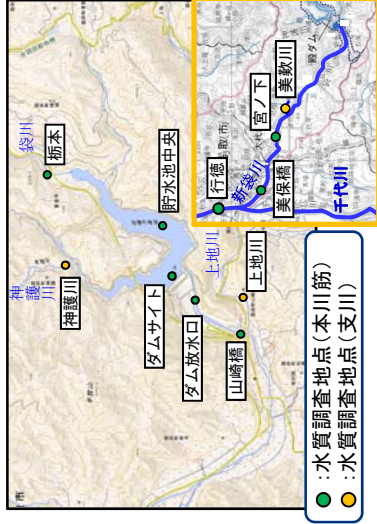 袋川
栃本
神護川
神護川
貯水池中央
ダムサイト
上地川
ダム放水口
上地川
山崎橋
行徳
宮ノ下
美歎川
新袋川
美保橋
千代川
殿ダム
:水質調査地点(本川筋)
:水質調査地点(支川)